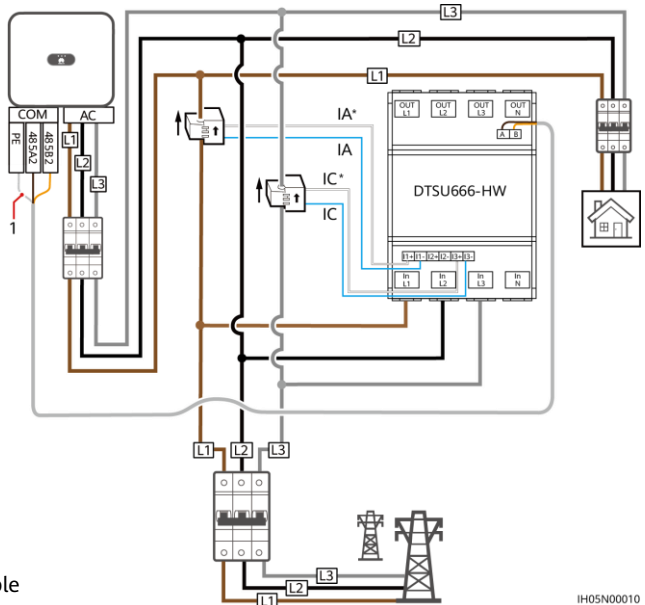 L3
L2
L1
COM
AC
PE
485A2
485B2
L1
L2
L3
1
IA*
IA
IC*
IC
OUT L1
OUT L2
OUT L3
OUT N
A B
DTSU666-HW
I1+ I1- I2+ I2- I3+ I3-
In L1
In L2
In L3
In N
L1
L2
L3
L3
L2
L1
ple
IH05N00010